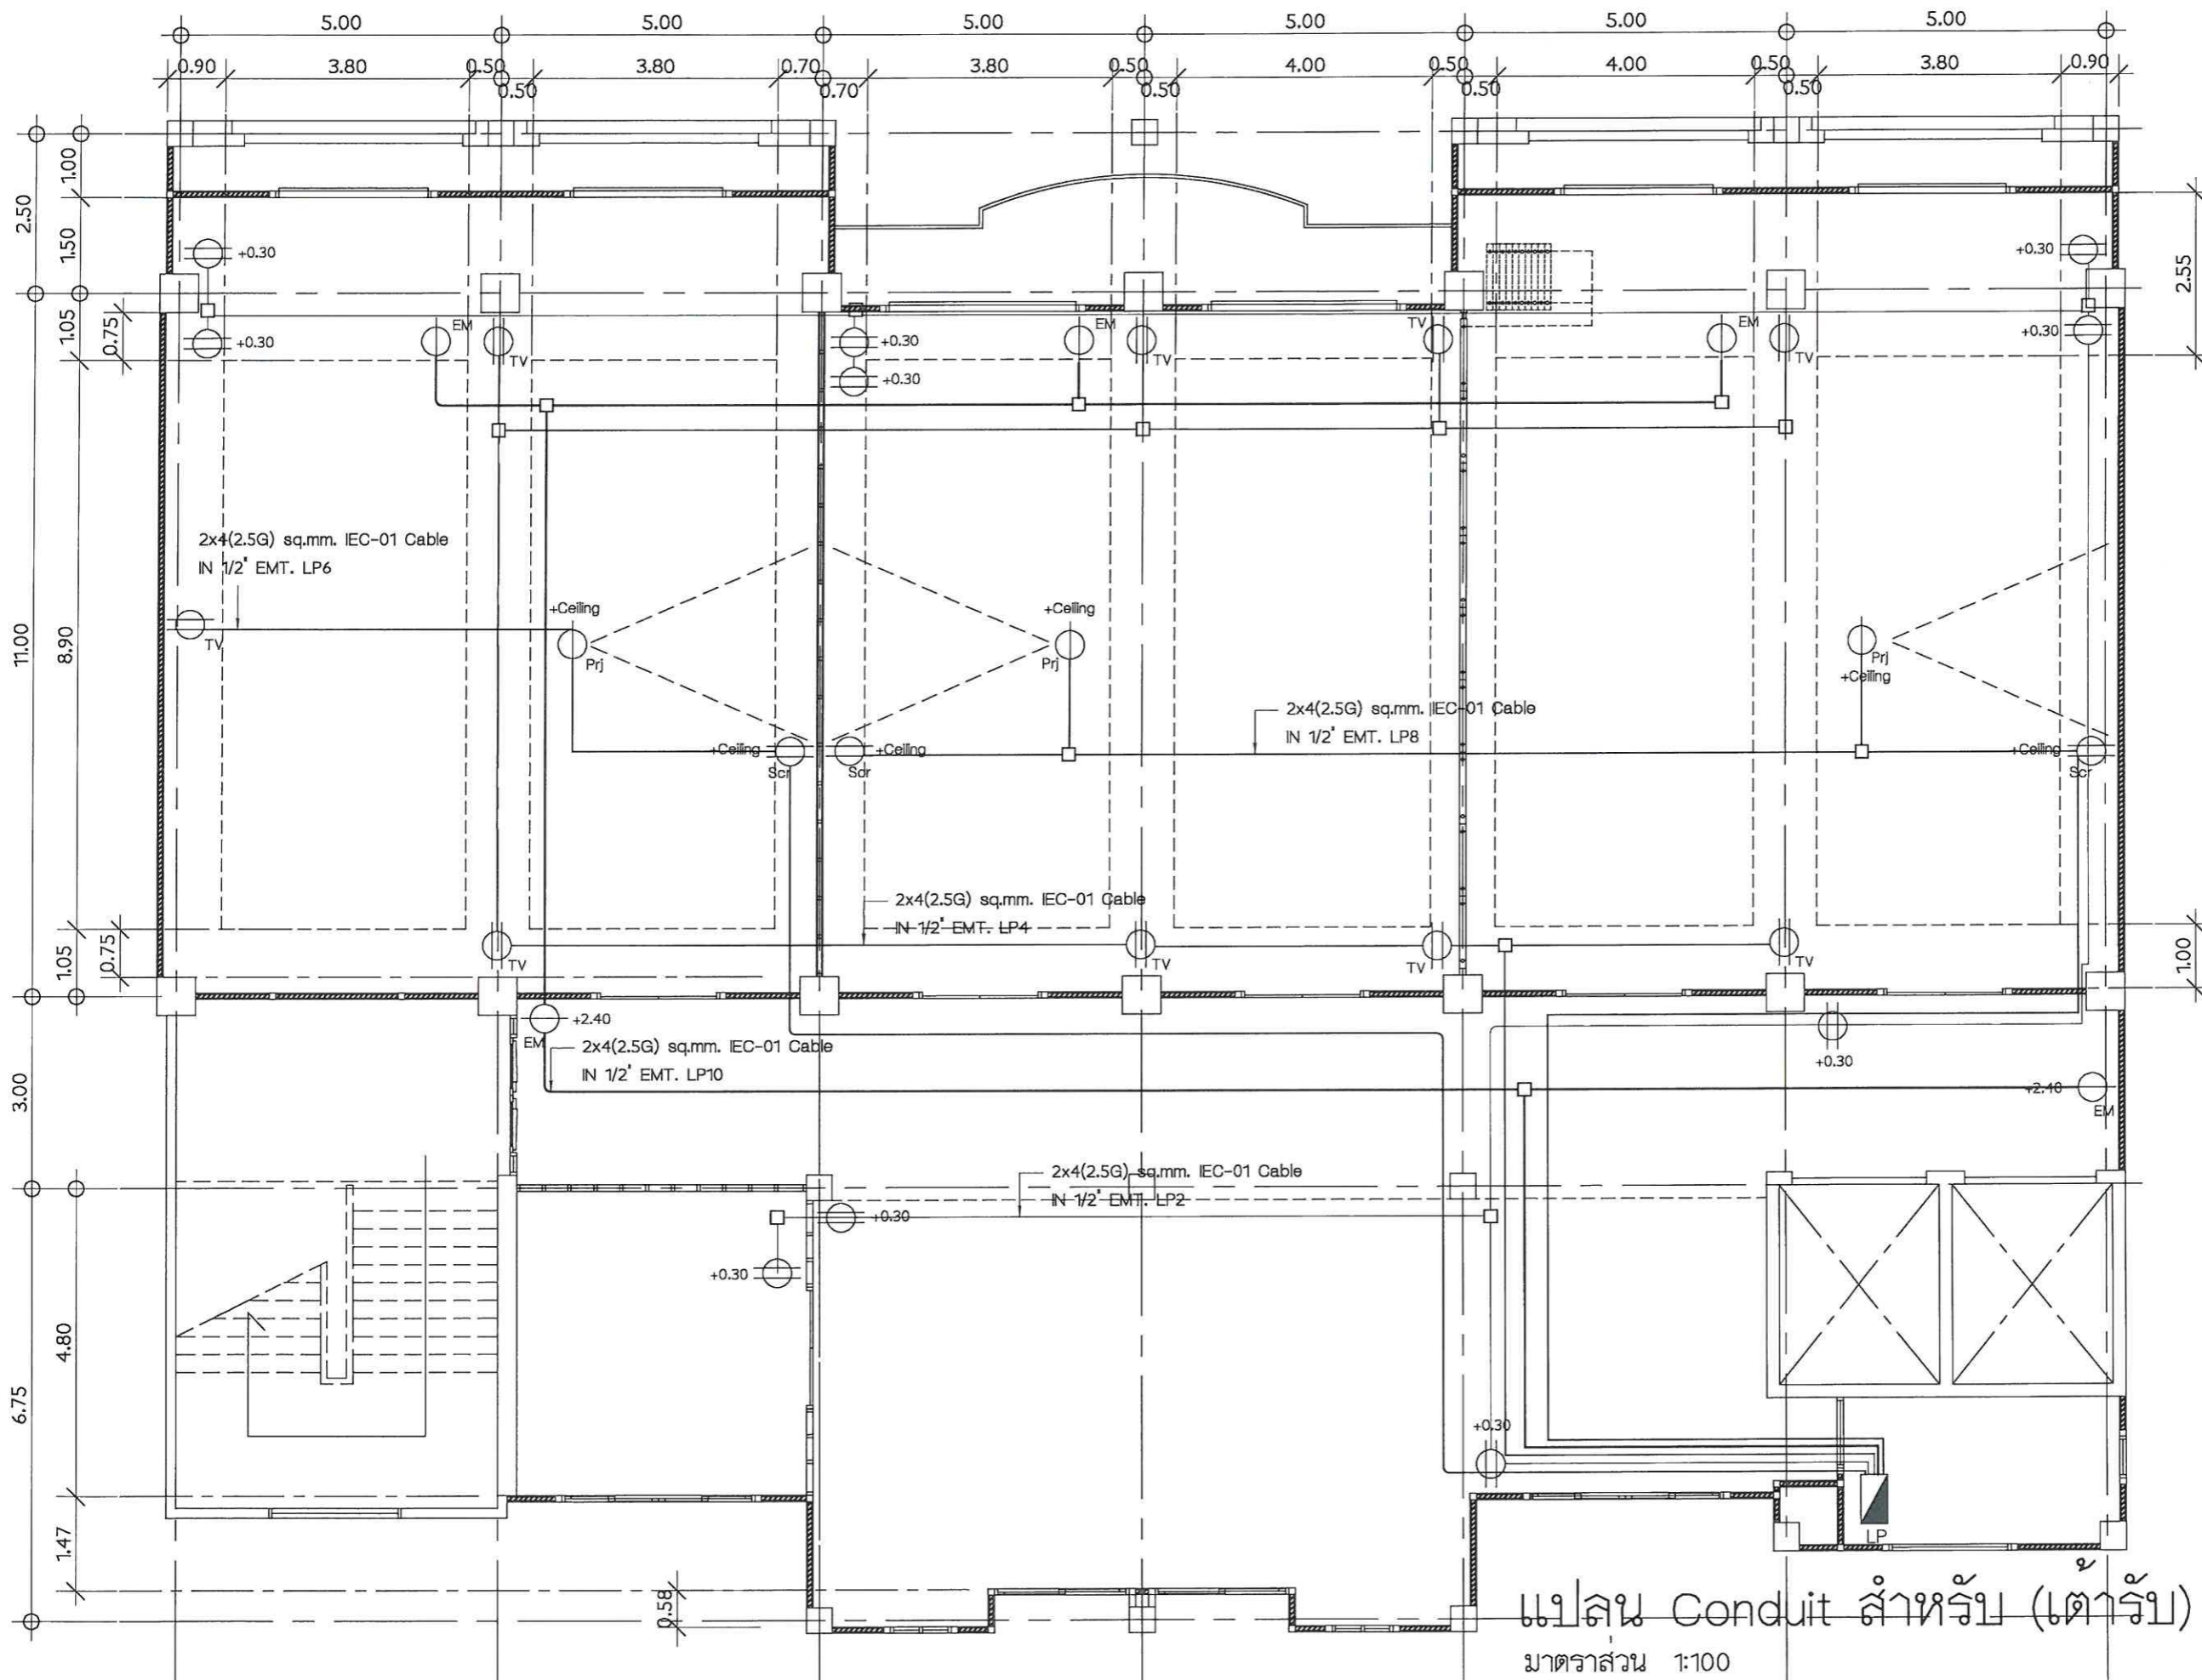 5.00 5.00 5.00 5.00 5.00 5.00
0.90 3.80 0.50 3.80 0.70 3.80 0.50 4.00 0.50 4.00 0.50 3.80 0.90
0.50 0.70 0.50 0.50 0.50
1.00
2.50
1.50
2.55
+0.30
+0.30
1.05
0.75
+0.30
EM
TV
+0.30
EM
TV
TV
EM
TV
+0.30
+0.30
2x4(2.5G) sq.mm. IEC-01 Cable
IN 1/2" EMT. LP6
+Ceiling
+Ceiling
11.00
8.90
TV
Prj
Prj
Prj
+Ceiling
2x4(2.5G) sq.mm. IEC-01 Cable
IN 1/2" EMT. LP8
+Ceiling
+Ceiling
+Ceiling
Scr
Scr
Scr
2x4(2.5G) sq.mm. IEC-01 Cable
IN 1/2" EMT. LP4
1.05
0.75
TV
TV
TV
TV
1.00
+2.40
EM
2x4(2.5G) sq.mm. IEC-01 Cable
IN 1/2" EMT. LP10
+0.30
+2.40
EM
3.00
2x4(2.5G) sq.mm. IEC-01 Cable
IN 1/2" EMT. LP2
+0.30
+0.30
4.80
6.75
+0.30
1.47
LP
0.58
แปลน Conduit สำหรับ (เต้ารับ)
มาตราส่วน 1:100